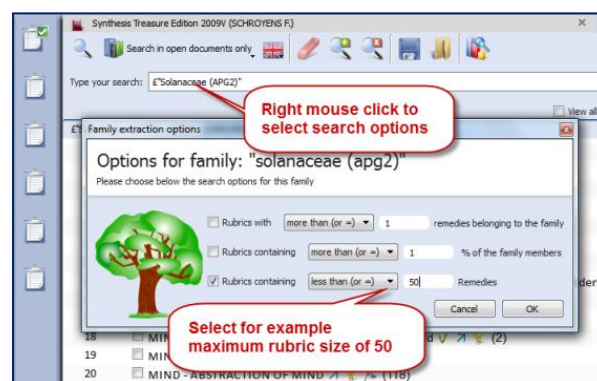 Synthesis Treasure Edition 2009V (SCHROYENS F.)
Search in open documents only
Type your search: £"Solanaceae (APG2)"
Right mouse click to
select search options
View all
Family extraction options
Options for family: "solanaceae (apg2)"
Please choose below the search options for this family
Rubrics with more than (or =) 1 remedies belonging to the family
Rubrics containing more than (or =) 1 % of the family members
Rubrics containing less than (or =) 50 Remedies
Cancel OK
Select for example
maximum rubric size of 50
18 (2)
19
20 MIND - ABSTRACTION OF MIND (118)